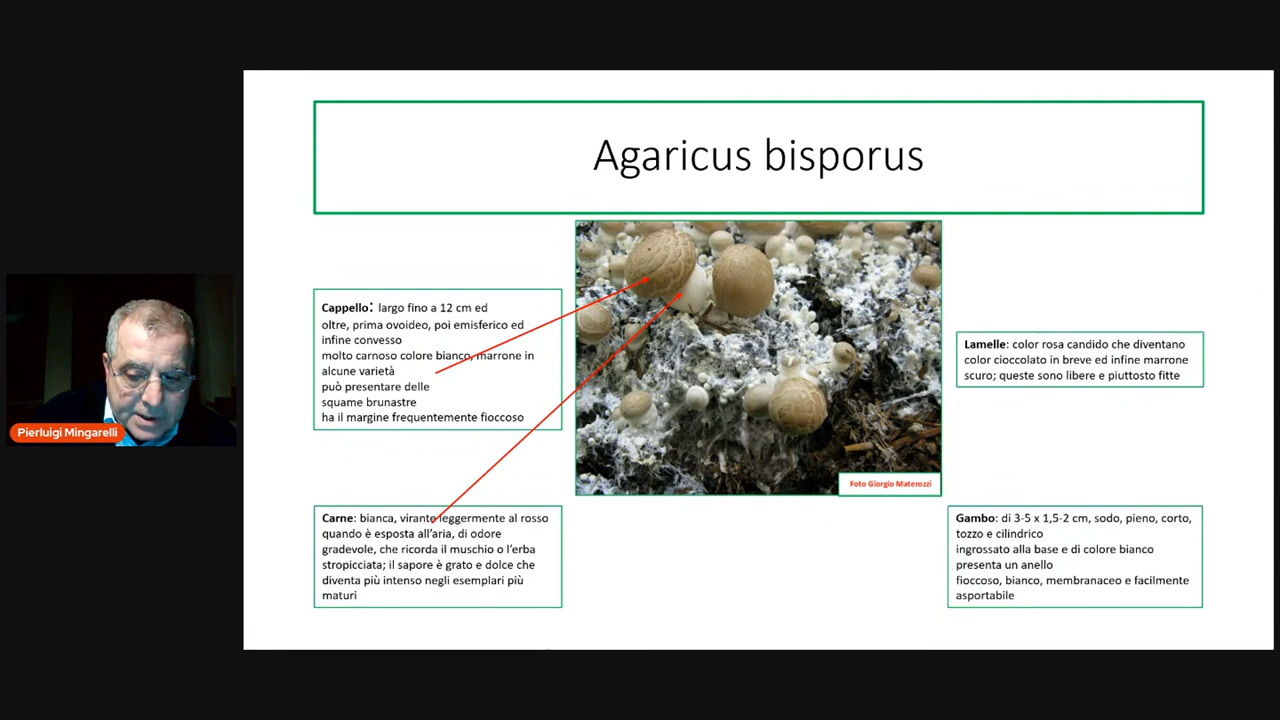 Agaricus bisporus
Cappello: largo fino a 12 cm ed
oltre, prima ovoideo, poi emisferico ed
infine convesso
molto carnoso colore bianco, marrone in
alcune varietà
può presentare delle
squame brunastre
ha il margine frequentemente fioccoso
Lamelle: color rosa candido che diventano
color cioccolato in breve ed infine marrone
scuro; queste sono libere e piuttosto fitte
Pierluigi Mingarelli
Foto Giorgio Materozzi
Carne: bianca, virante leggermente al rosso
quando è esposta all'aria, di odore
gradevole, che ricorda il muschio o l'erba
stropicciata; il sapore è grato e dolce che
diventa più intenso negli esemplari più
maturi
Gambo: di 3-5 x 1,5-2 cm, sodo, pieno, corto,
tozzo e cilindrico
ingrossato alla base e di colore bianco
presenta un anello
fioccoso, bianco, membranaceo e facilmente
asportabile